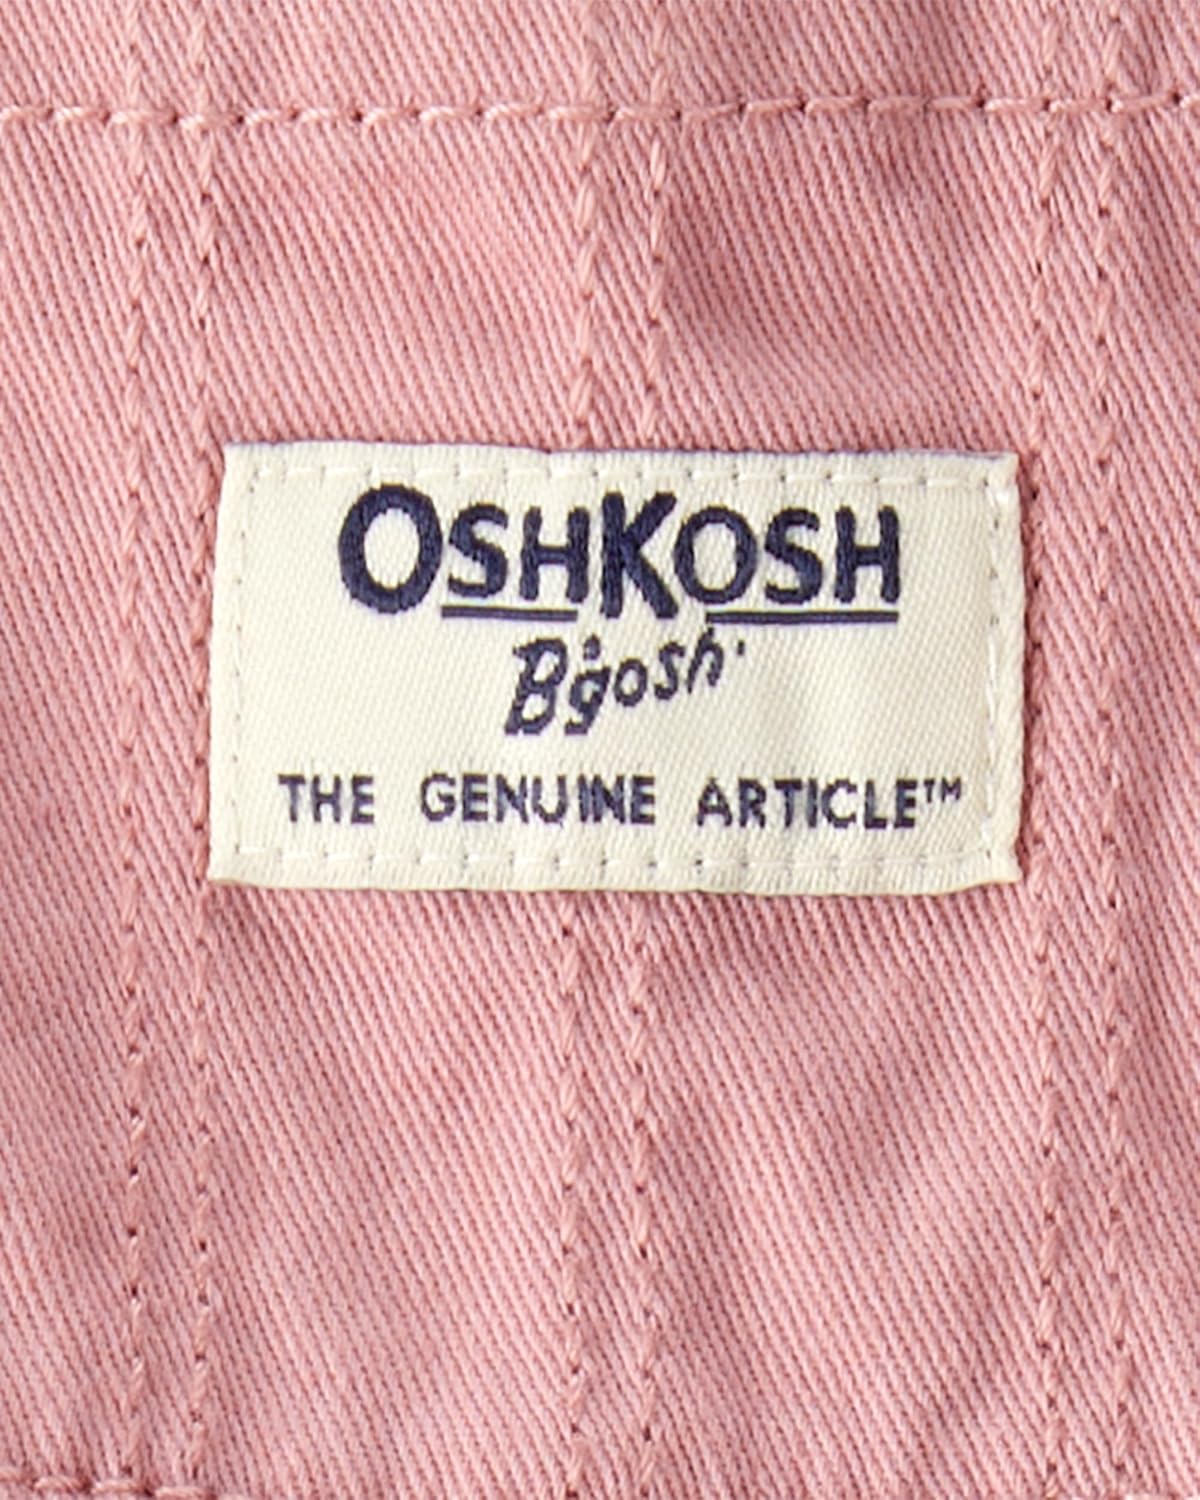 OSHKOSH
B'gosh
THE GENUINE ARTICLE™